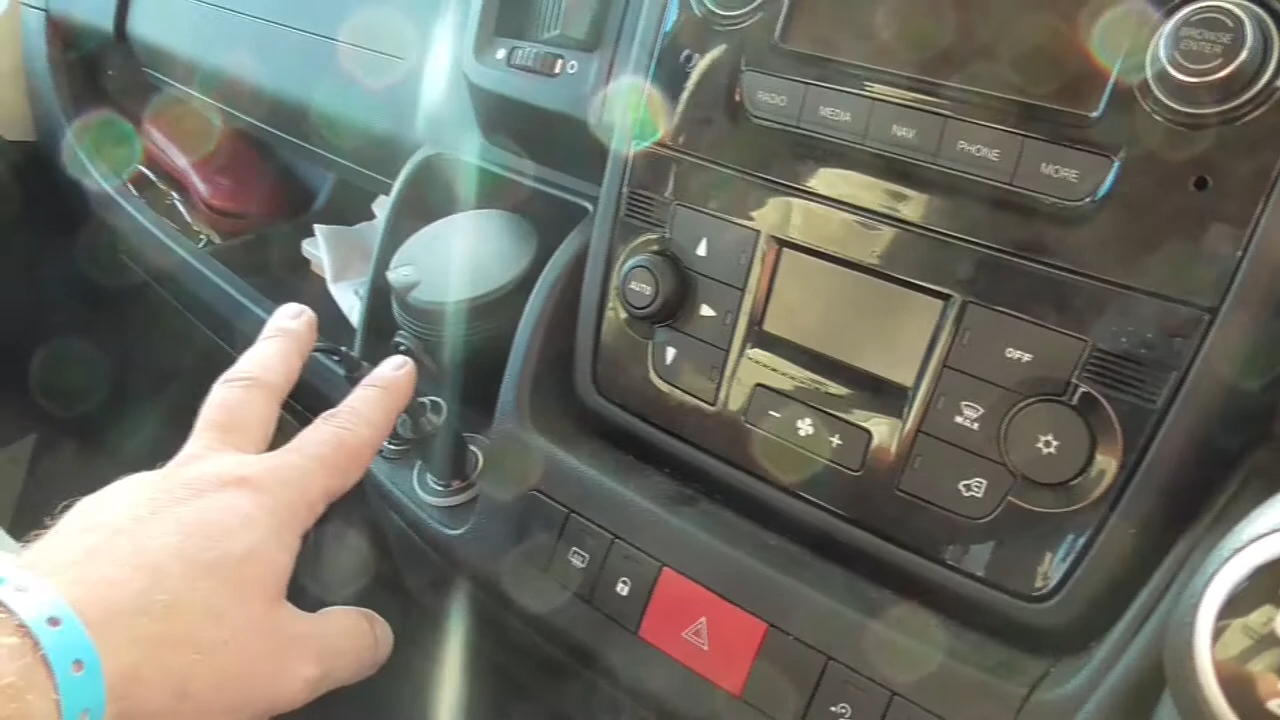 BROWSE
ENTER
RADIO
MEDIA
NAV
PHONE
MORE
AUTO
OFF
MAX
- +